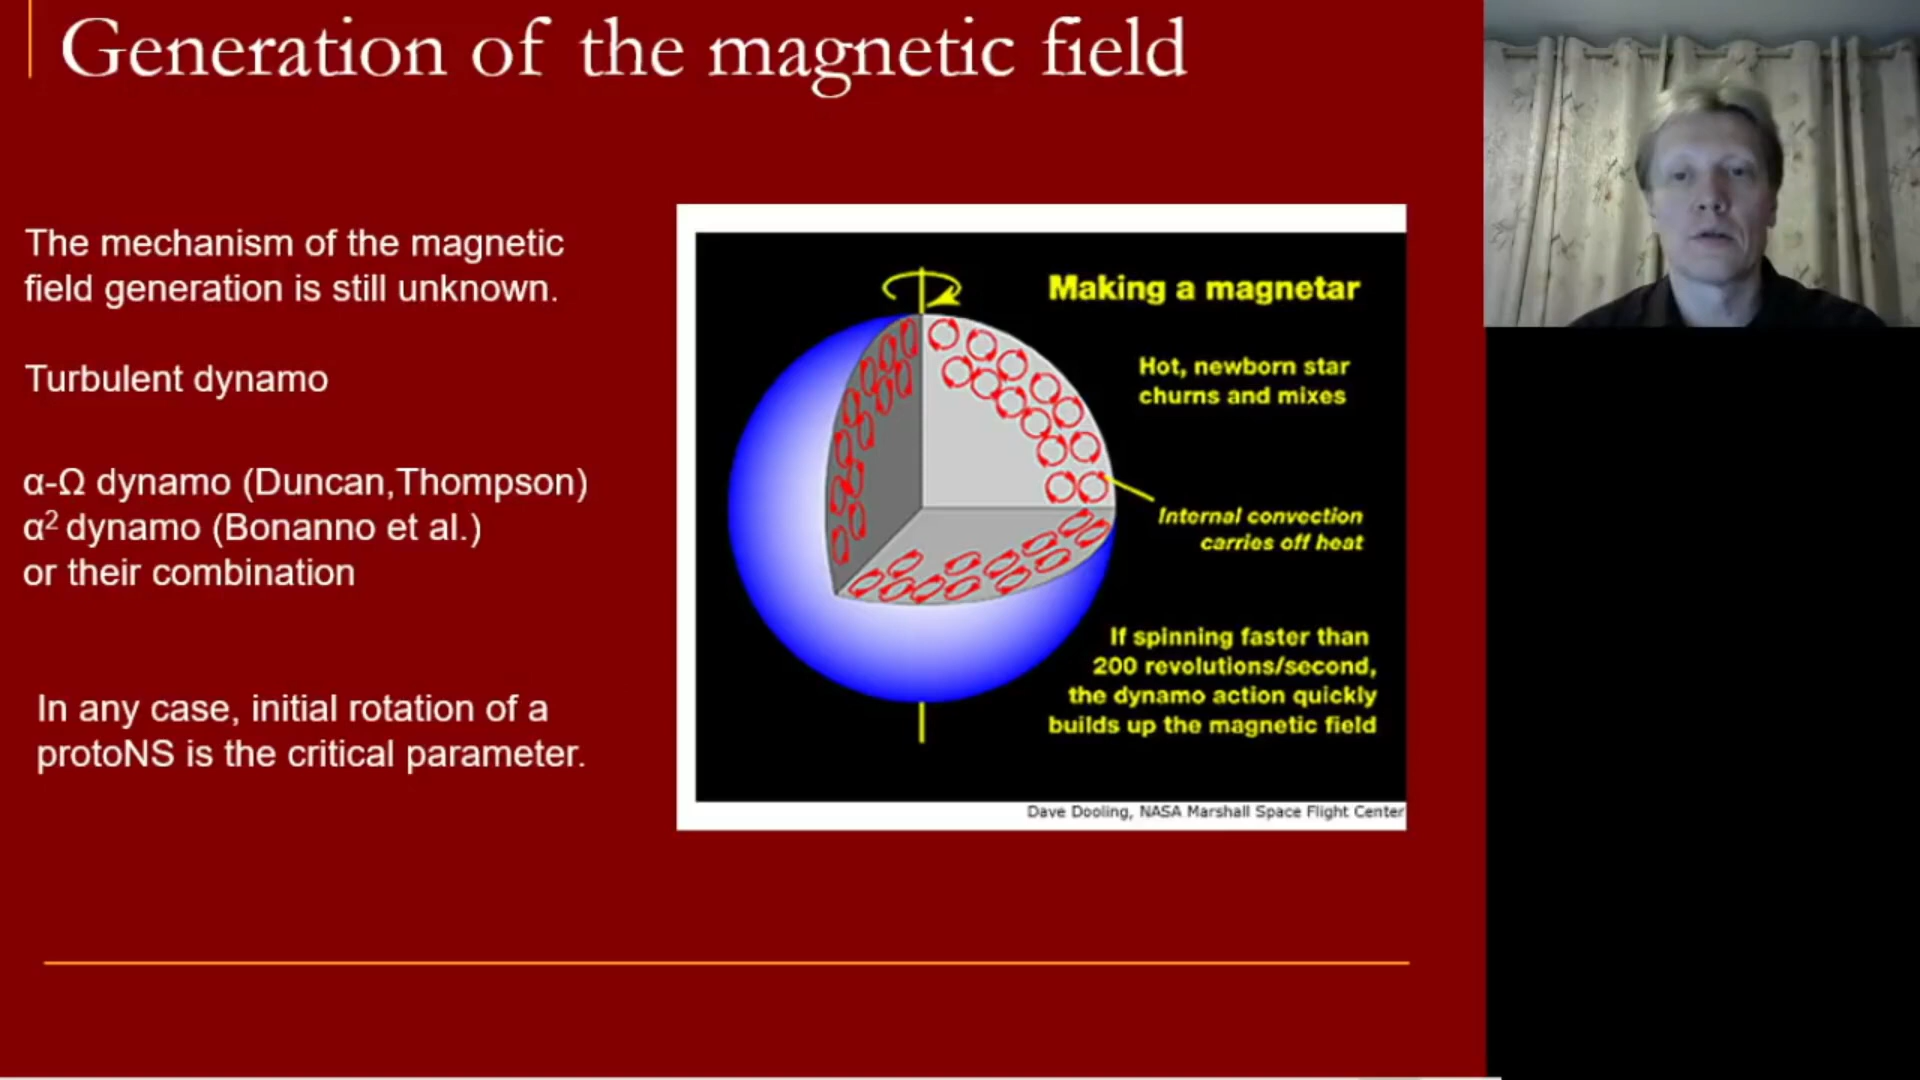 Generation of the magnetic field
The mechanism of the magnetic
field generation is still unknown.
Turbulent dynamo
α-Ω dynamo (Duncan,Thompson)
α² dynamo (Bonanno et al.)
or their combination
In any case, initial rotation of a
protoNS is the critical parameter.
Making a magnetar
Hot, newborn star
churns and mixes
Internal convection
carries off heat
If spinning faster than
200 revolutions/second,
the dynamo action quickly
builds up the magnetic field
Dave Dooling, NASA Marshall Space Flight Center